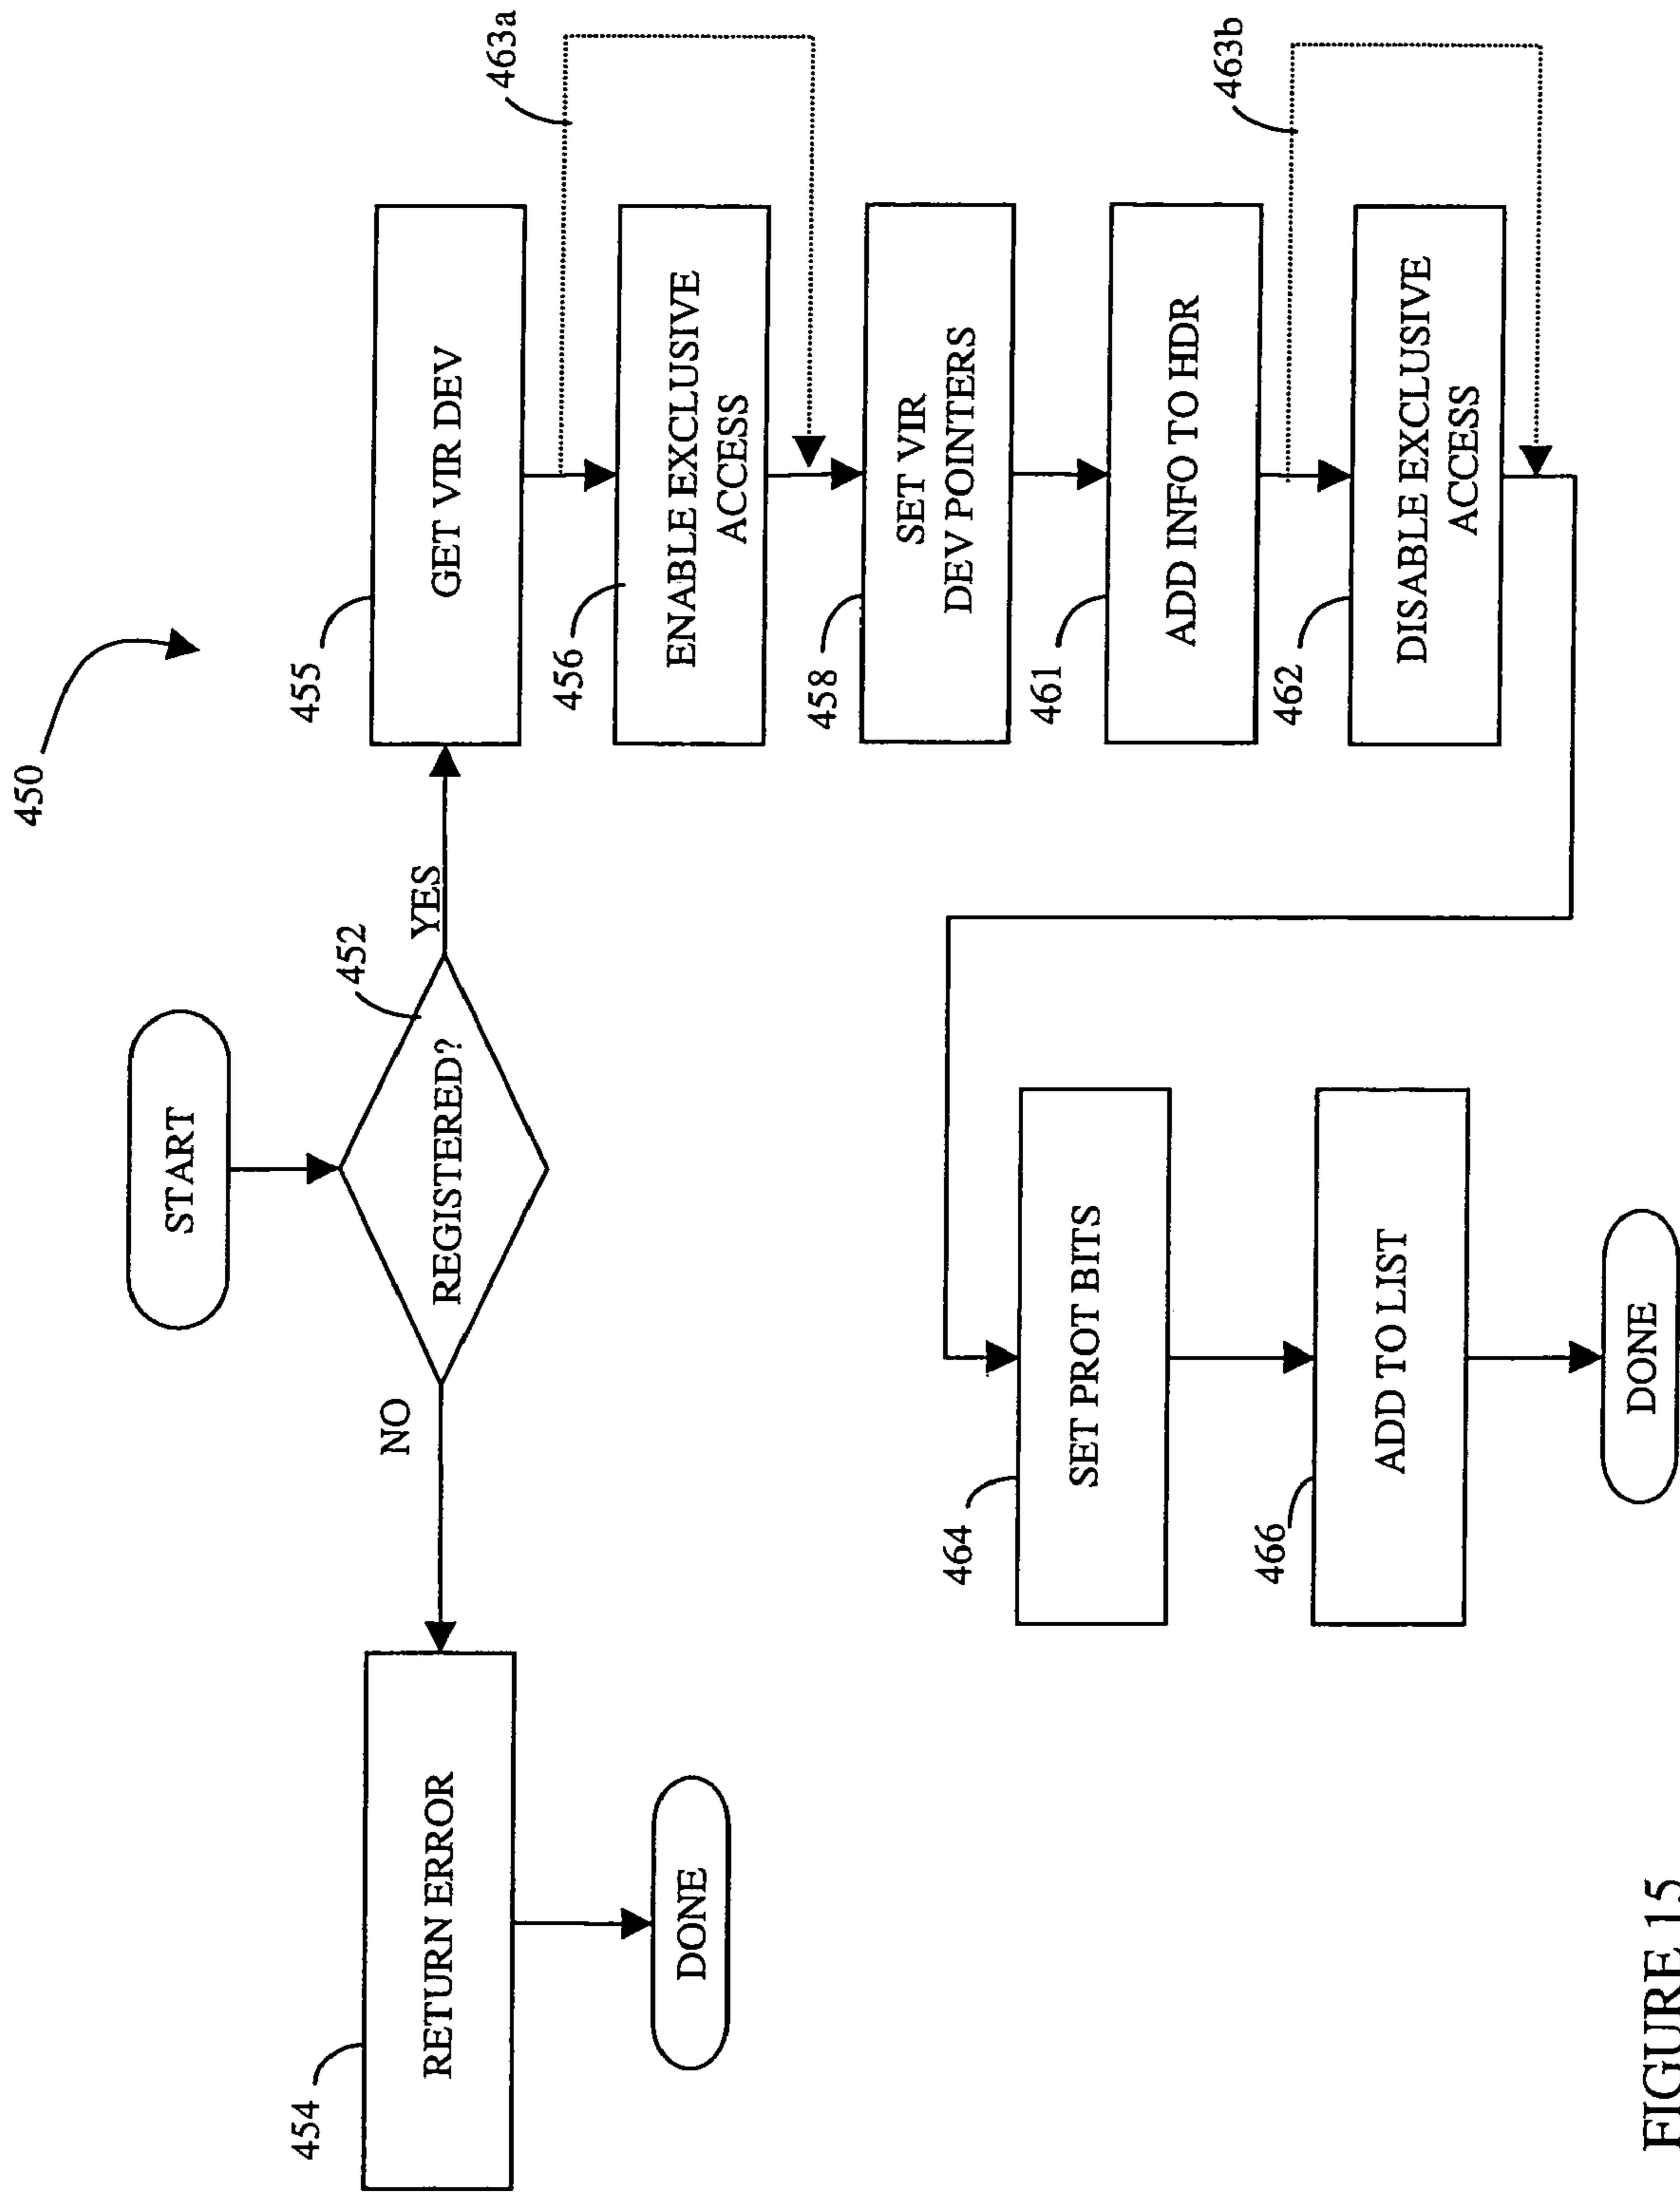 450
START
REGISTERED?
452
NO
YES
454
RETURN ERROR
DONE
455
GET VIR DEV
463a
456
ENABLE EXCLUSIVE
ACCESS
458
SET VIR
DEV POINTERS
461
ADD INFO TO HDR
463b
462
DISABLE EXCLUSIVE
ACCESS
464
SET PROT BITS
466
ADD TO LIST
DONE
FIGURE 15